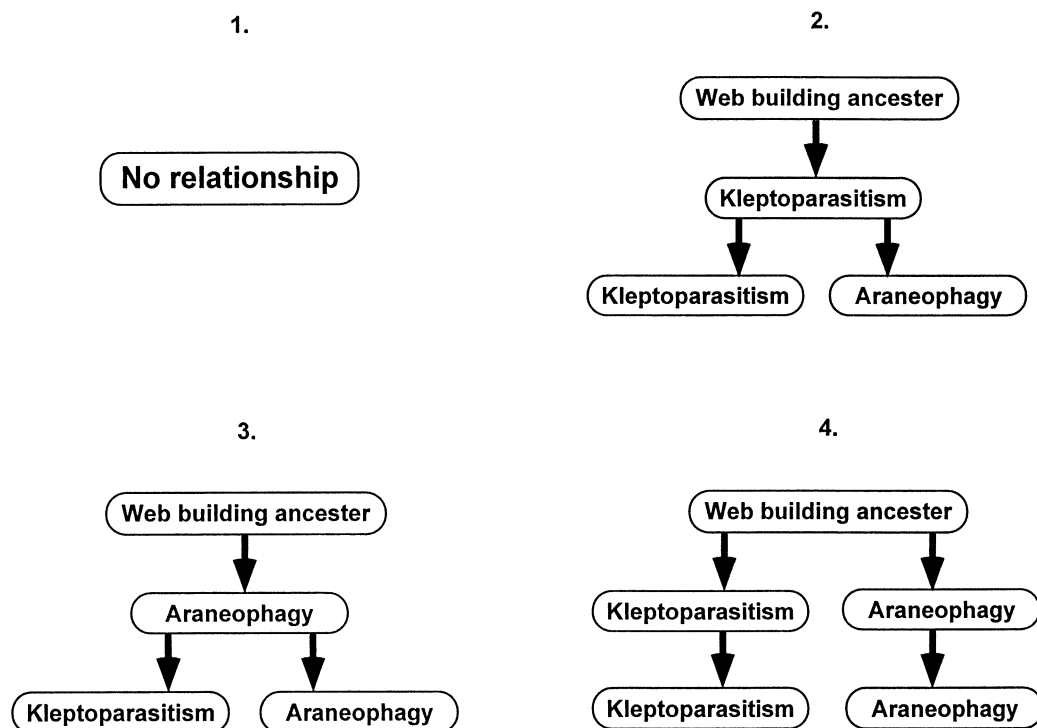 1.
No relationship
2.
Web building ancester
Kleptoparasitism
Kleptoparasitism Araneophagy
3.
Web building ancester
Araneophagy
Kleptoparasitism Araneophagy
4.
Web building ancester
Kleptoparasitism Araneophagy
Kleptoparasitism Araneophagy